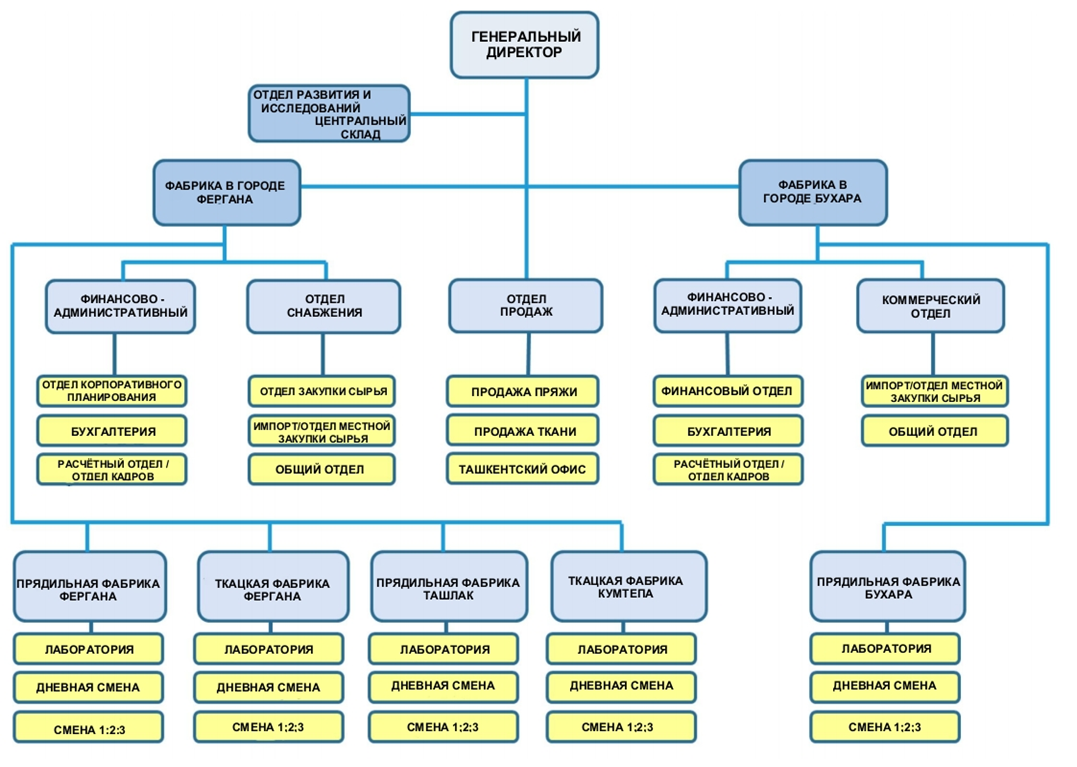 ГЕНЕРАЛЬНЫЙ
ДИРЕКТОР
ОТДЕЛ РАЗВИТИЯ И
ИССЛЕДОВАНИЙ
ЦЕНТРАЛЬНЫЙ
СКЛАД
ФАБРИКА В ГОРОДЕ
ФЕРГАНА
ФАБРИКА В
ГОРОДЕ БУХАРА
ФИНАНСОВО -
АДМИНИСТРАТИВНЫЙ
ОТДЕЛ
СНАБЖЕНИЯ
ОТДЕЛ
ПРОДАЖ
ФИНАНСОВО -
АДМИНИСТРАТИВНЫЙ
КОММЕРЧЕСКИЙ
ОТДЕЛ
ОТДЕЛ КОРПОРАТИВНОГО
ПЛАНИРОВАНИЯ
ОТДЕЛ ЗАКУПКИ СЫРЬЯ
ПРОДАЖА ПРЯЖИ
ФИНАНСОВЫЙ ОТДЕЛ
ИМПОРТ/ОТДЕЛ МЕСТНОЙ
ЗАКУПКИ СЫРЬЯ
БУХГАЛТЕРИЯ
ИМПОРТ/ОТДЕЛ МЕСТНОЙ
ЗАКУПКИ СЫРЬЯ
ПРОДАЖА ТКАНИ
БУХГАЛТЕРИЯ
ОБЩИЙ ОТДЕЛ
РАСЧЁТНЫЙ ОТДЕЛ /
ОТДЕЛ КАДРОВ
ОБЩИЙ ОТДЕЛ
ТАШКЕНТСКИЙ ОФИС
РАСЧЁТНЫЙ ОТДЕЛ /
ОТДЕЛ КАДРОВ
ПРЯДИЛЬНАЯ ФАБРИКА
ФЕРГАНА
ТКАЦКАЯ ФАБРИКА
ФЕРГАНА
ПРЯДИЛЬНАЯ ФАБРИКА
ТАШЛАК
ТКАЦКАЯ ФАБРИКА
КУМТЕПА
ПРЯДИЛЬНАЯ ФАБРИКА
БУХАРА
ЛАБОРАТОРИЯ
ЛАБОРАТОРИЯ
ЛАБОРАТОРИЯ
ЛАБОРАТОРИЯ
ЛАБОРАТОРИЯ
ДНЕВНАЯ СМЕНА
ДНЕВНАЯ СМЕНА
ДНЕВНАЯ СМЕНА
ДНЕВНАЯ СМЕНА
ДНЕВНАЯ СМЕНА
СМЕНА 1:2:3
СМЕНА 1;2;3
СМЕНА 1;2;3
СМЕНА 1;2;3
СМЕНА 1;2;3